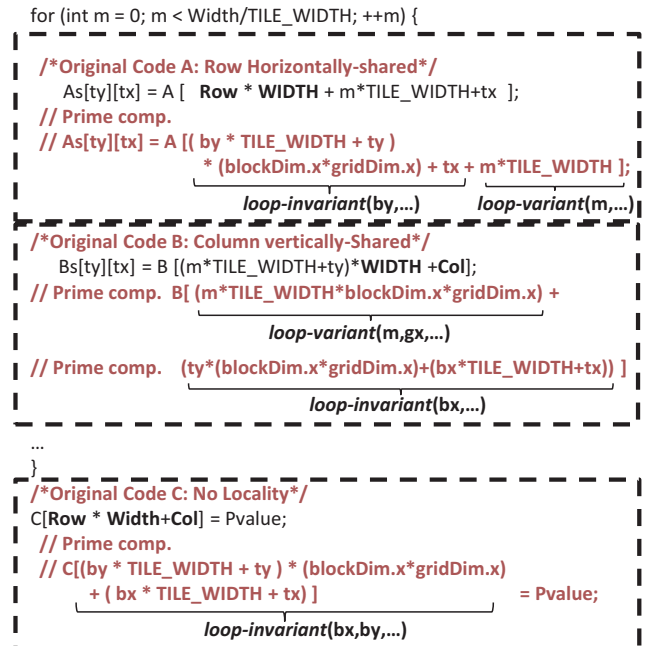 for (int m = 0; m < Width/TILE_WIDTH; ++m) {
/*Original Code A: Row Horizontally-shared*/
As[ty][tx] = A [ Row * WIDTH + m*TILE_WIDTH+tx ];
// Prime comp.
// As[ty][tx] = A [( by * TILE_WIDTH + ty )
* (blockDim.x*gridDim.x) + tx + m*TILE_WIDTH ];
loop-invariant(by,...) loop-variant(m,...)
/*Original Code B: Column vertically-Shared*/
Bs[ty][tx] = B [(m*TILE_WIDTH+ty)*WIDTH +Col];
// Prime comp. B[ (m*TILE_WIDTH*blockDim.x*gridDim.x) +
loop-variant(m,gx,...)
// Prime comp. (ty*(blockDim.x*gridDim.x)+(bx*TILE_WIDTH+tx)) ]
loop-invariant(bx,...)
...
}
/*Original Code C: No Locality*/
C[Row * Width+Col] = Pvalue;
// Prime comp.
// C[(by * TILE_WIDTH + ty ) * (blockDim.x*gridDim.x)
+ ( bx * TILE_WIDTH + tx) ] = Pvalue;
loop-invariant(bx,by,...)